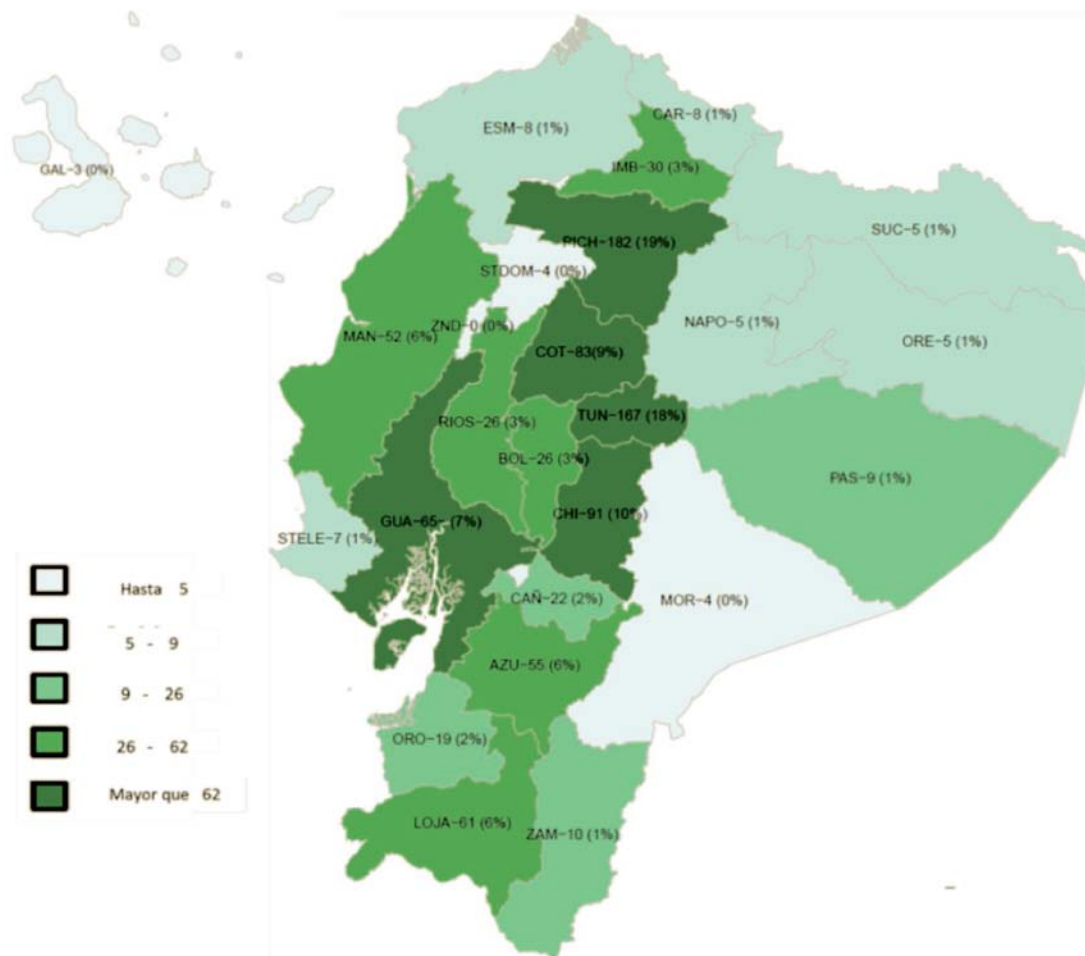 ESM-8 (1%)
CAR-8 (1%)
GAL-3 (0%)
IMB-30 (3%)
SUC-5 (1%)
PICH-182 (19%)
STDOM-4 (0%)
NAPO-5 (1%)
ZND-0 (0%)
MAN-52 (6%)
ORE-5 (1%)
COT-83(9%)
TUN-167 (18%)
RIOS-26 (3%)
BOL-26 (3%)
PAS-9 (1%)
GUA-65- (7%)
CHI-91 (10%)
STELE-7 (1%)
CAÑ-22 (2%)
MOR-4 (0%)
AZU-55 (6%)
ORO-19 (2%)
LOJA-61 (6%)
ZAM-10 (1%)
Hasta 5
5 - 9
9 - 26
26 - 62
Mayor que 62